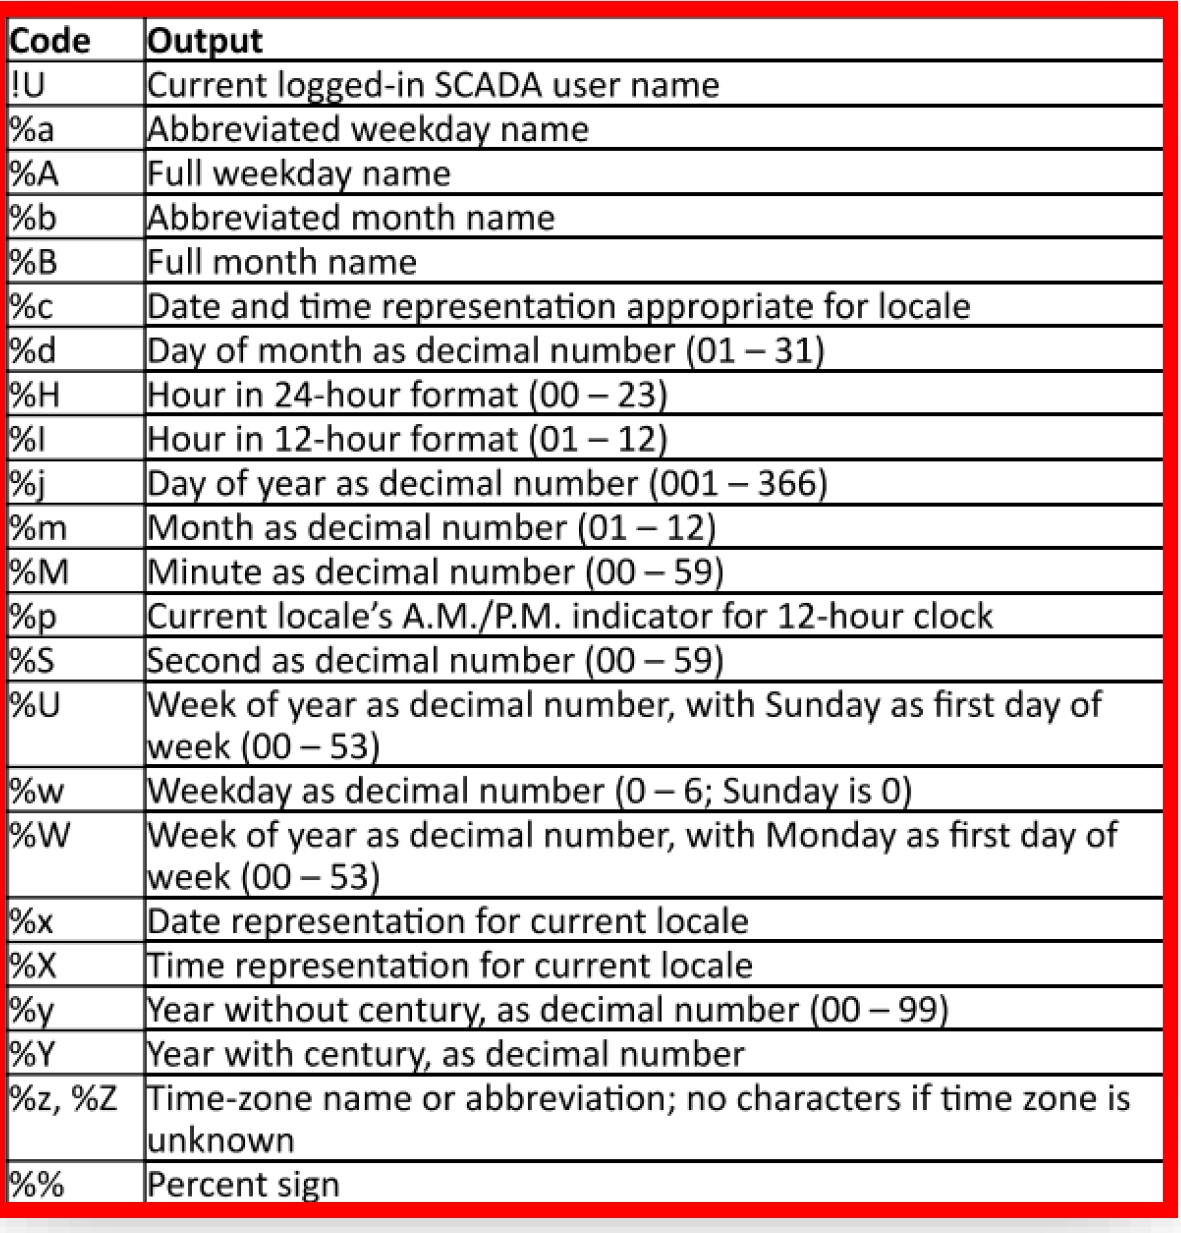 Code Output
!U Current logged-in SCADA user name
%a Abbreviated weekday name
%A Full weekday name
%b Abbreviated month name
%B Full month name
%c Date and time representation appropriate for locale
%d Day of month as decimal number (01 – 31)
%H Hour in 24-hour format (00 – 23)
%I Hour in 12-hour format (01 – 12)
%j Day of year as decimal number (001 – 366)
%m Month as decimal number (01 – 12)
%M Minute as decimal number (00 – 59)
%p Current locale’s A.M./P.M. indicator for 12-hour clock
%S Second as decimal number (00 – 59)
%U Week of year as decimal number, with Sunday as first day of
week (00 – 53)
%w Weekday as decimal number (0 – 6; Sunday is 0)
%W Week of year as decimal number, with Monday as first day of
week (00 – 53)
%x Date representation for current locale
%X Time representation for current locale
%y Year without century, as decimal number (00 – 99)
%Y Year with century, as decimal number
%z, %Z Time-zone name or abbreviation; no characters if time zone is
unknown
%% Percent sign